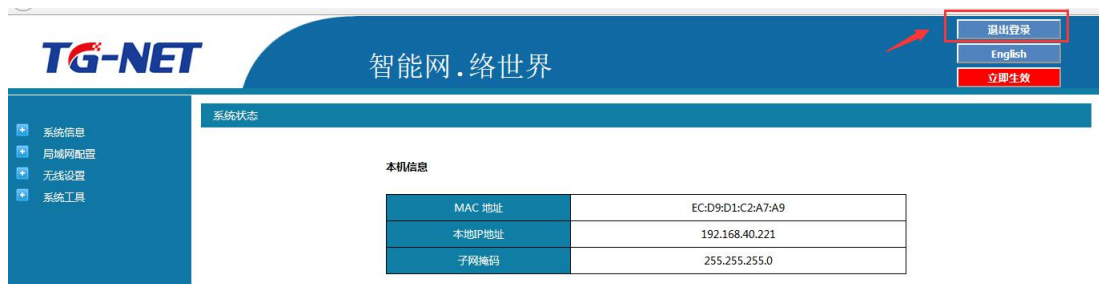 TG-NET
智能网.络世界
退出登录
English
立即生效
系统信息
局域网配置
无线设置
系统工具
系统状态
本机信息
MAC 地址 EC:D9:D1:C2:A7:A9
本地IP地址 192.168.40.221
子网掩码 255.255.255.0